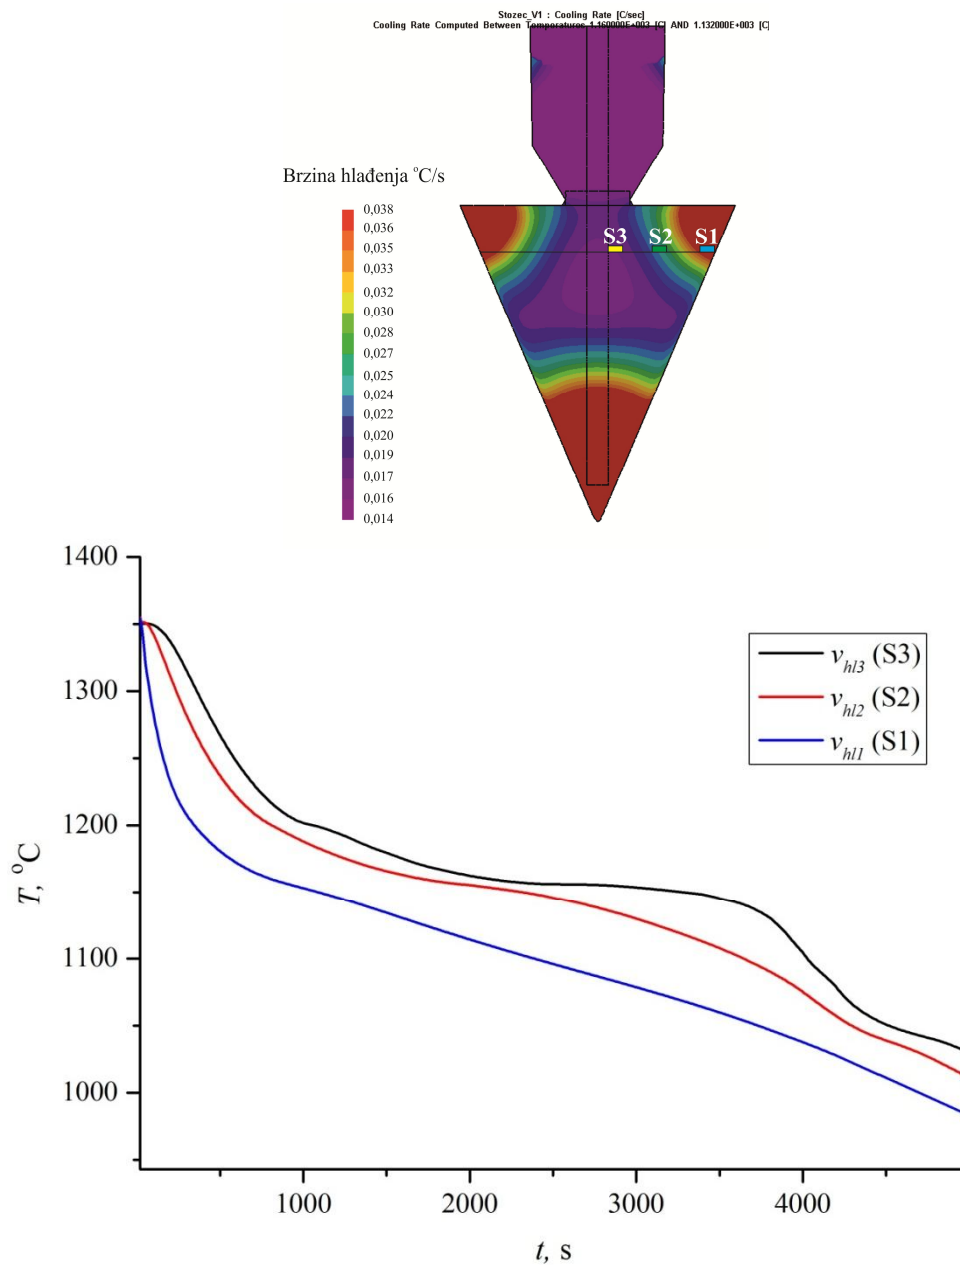 Stozec_V1 : Cooling Rate [C/sec]
Cooling Rate Computed Between Temperatures 1.160000E+003 [C] AND 1.132000E+003 [C]
Brzina hlađenja °C/s
0,038
0,036
0,035
0,033
0,032
0,030
0,028
0,027
0,025
0,024
0,022
0,020
0,019
0,017
0,016
0,014
S3 S2 S1
1400
1300
1200
1100
1000
T, °C
v_hl3 (S3)
v_hl2 (S2)
v_hl1 (S1)
1000 2000 3000 4000
t, s